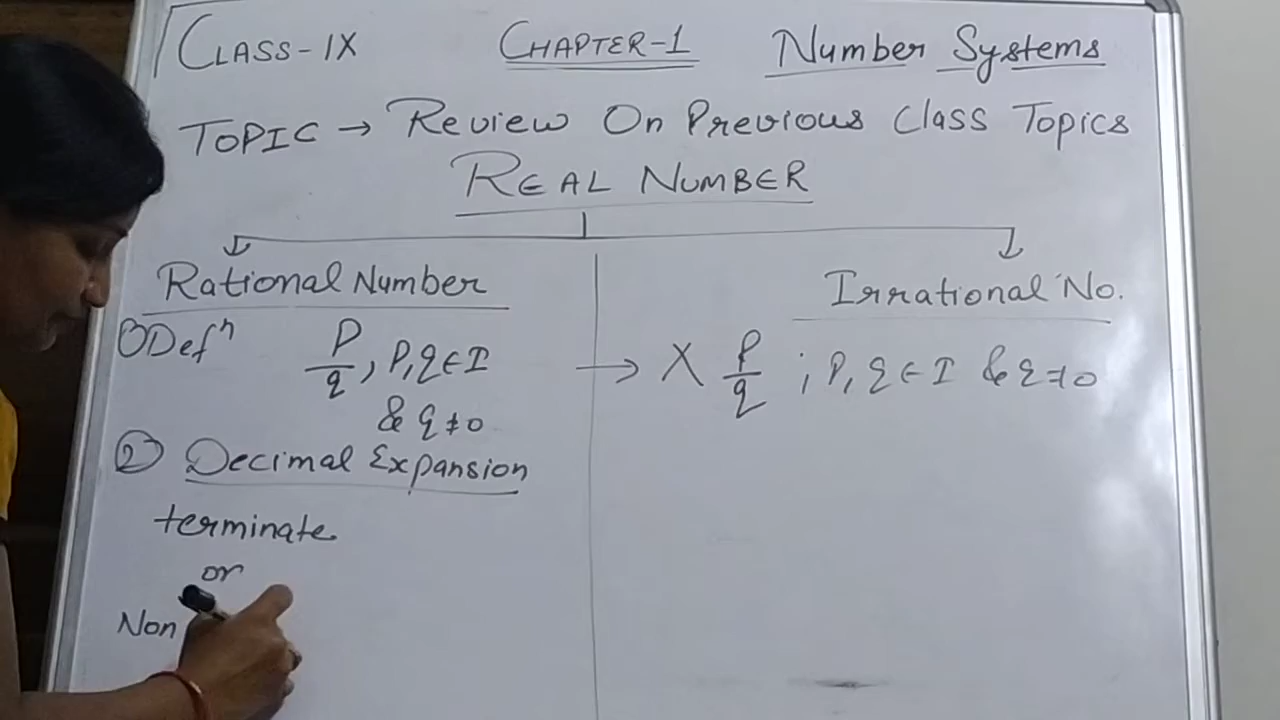 CLASS-IX CHAPTER-1 Number Systems
TOPIC → Review On Previous Class Topics
REAL NUMBER
Rational Number Irrational No.
① Defⁿ P/q, P,q∈I → X P/q ; P,q∈I & q≠0
& q≠0
② Decimal Expansion
terminate
or
Non